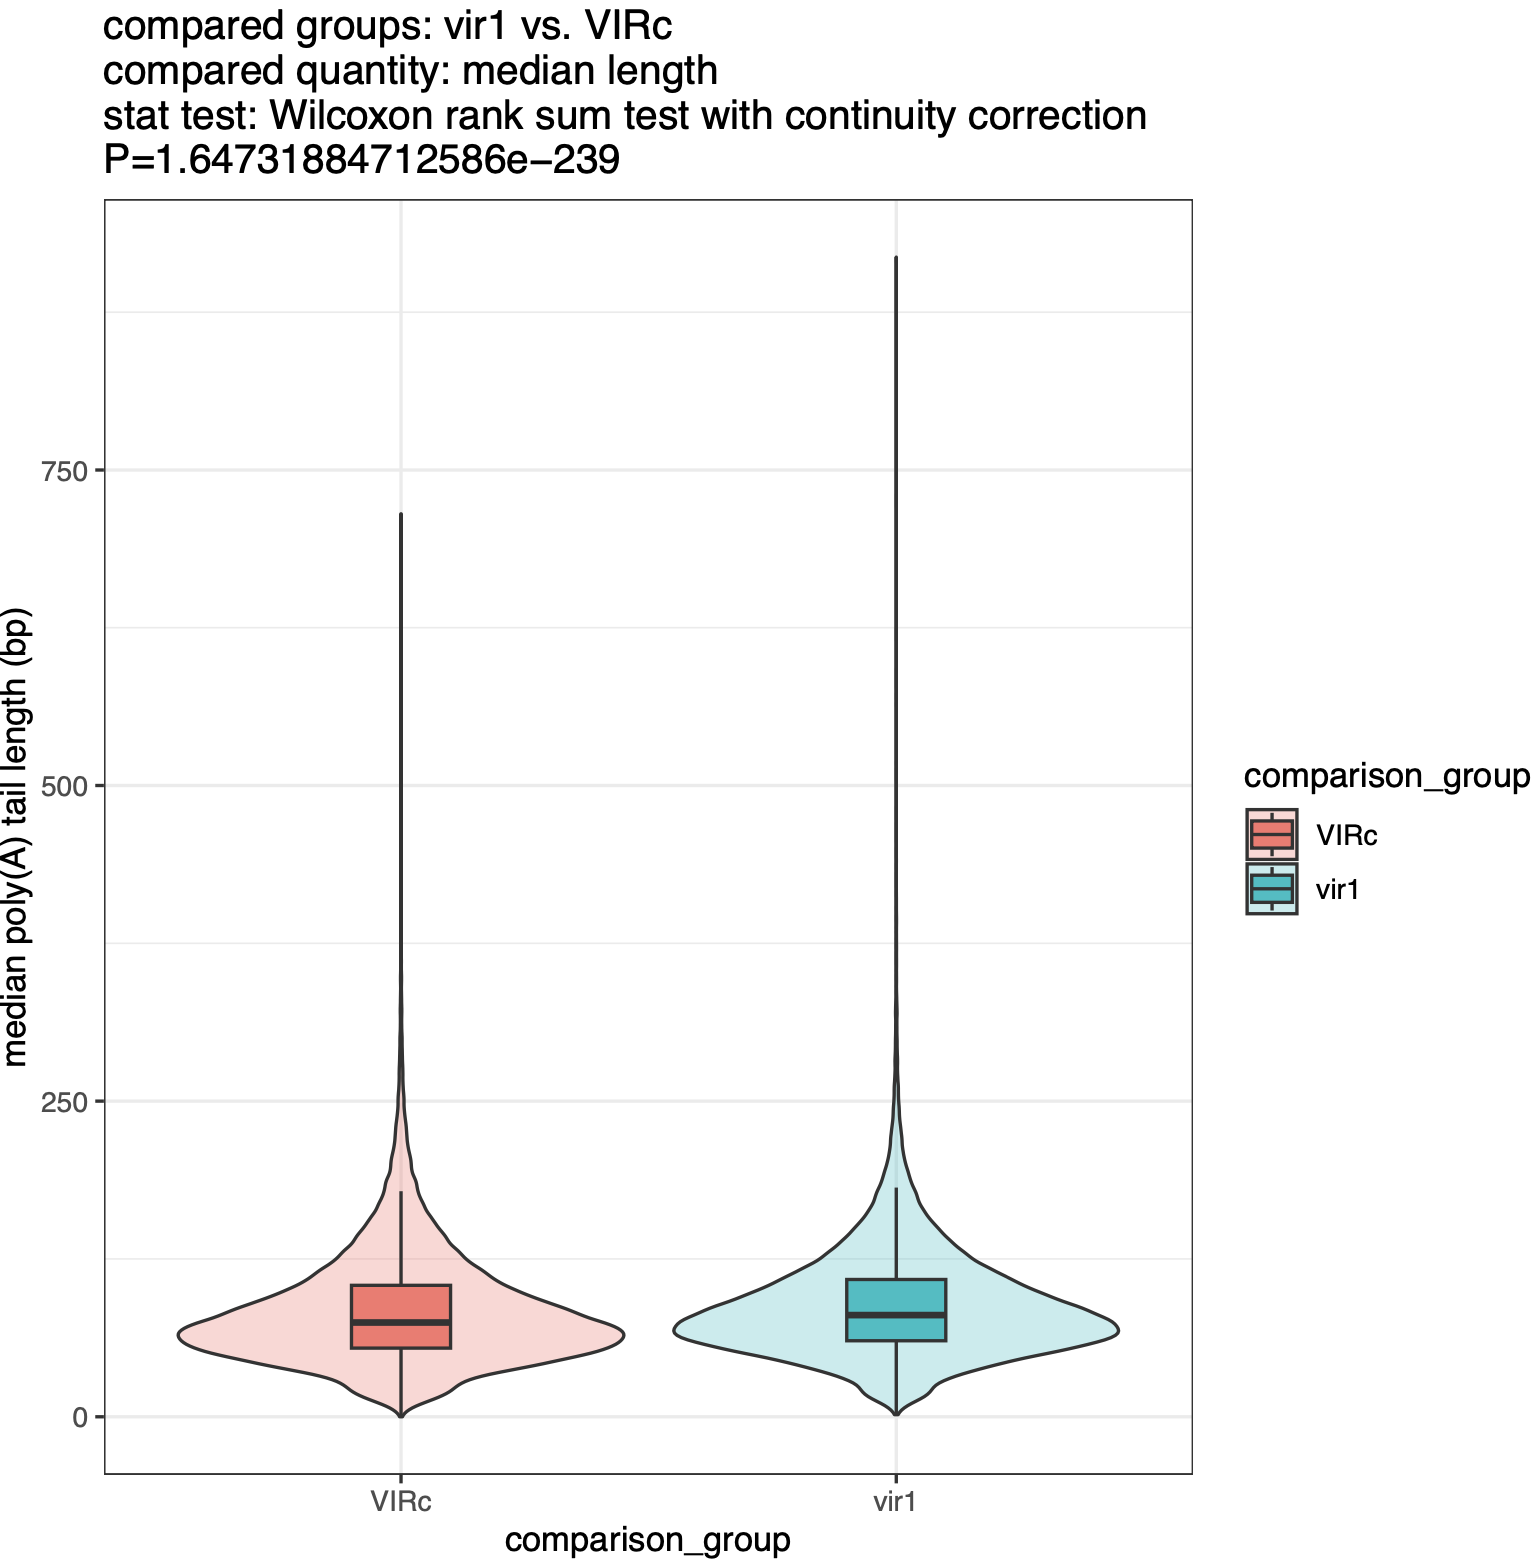 compared groups: vir1 vs. VIRc
compared quantity: median length
stat test: Wilcoxon rank sum test with continuity correction
P=1.647318847712586e−239
median poly(A) tail length (bp)
750
500
250
0
VIRc
vir1
comparison_group
comparison_group
VIRc
vir1